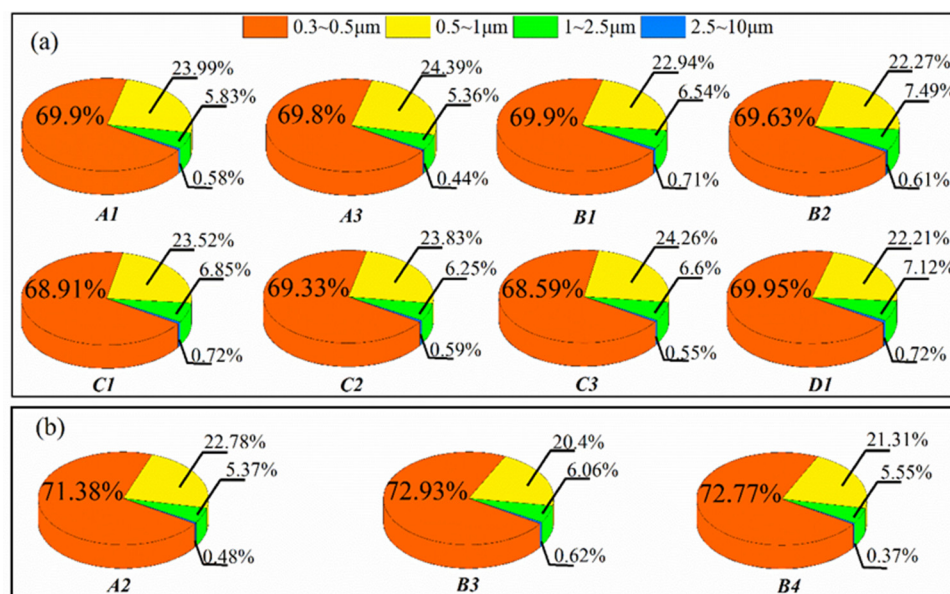 0.3~0.5μm 0.5~1μm 1~2.5μm 2.5~10μm
(a)
69.9% 23.99% 5.83% 0.58%
A1
69.8% 24.39% 5.36% 0.44%
A3
69.9% 22.94% 6.54% 0.71%
B1
69.63% 22.27% 7.49% 0.61%
B2
68.91% 23.52% 6.85% 0.72%
C1
69.33% 23.83% 6.25% 0.59%
C2
68.59% 24.26% 6.6% 0.55%
C3
69.95% 22.21% 7.12% 0.72%
D1
(b)
71.38% 22.78% 5.37% 0.48%
A2
72.93% 20.4% 6.06% 0.62%
B3
72.77% 21.31% 5.55% 0.37%
B4